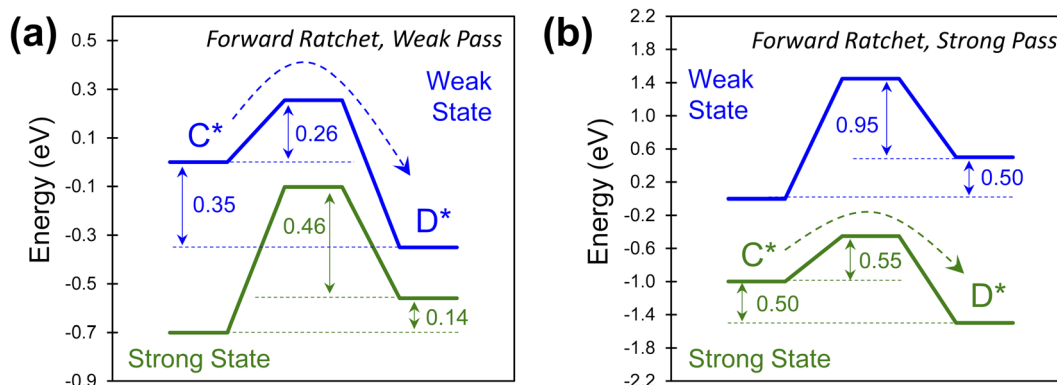 (a)
Forward Ratchet, Weak Pass
Weak
State
C*
0.26
0.35
D*
0.46
0.14
Strong State
Energy (eV)
0.5
0.3
0.1
-0.1
-0.3
-0.5
-0.7
-0.9
(b)
Forward Ratchet, Strong Pass
Weak
State
0.95
0.50
C*
0.55
D*
0.50
Strong State
Energy (eV)
2.2
1.8
1.4
1.0
0.6
0.2
-0.2
-0.6
-1.0
-1.4
-1.8
-2.2